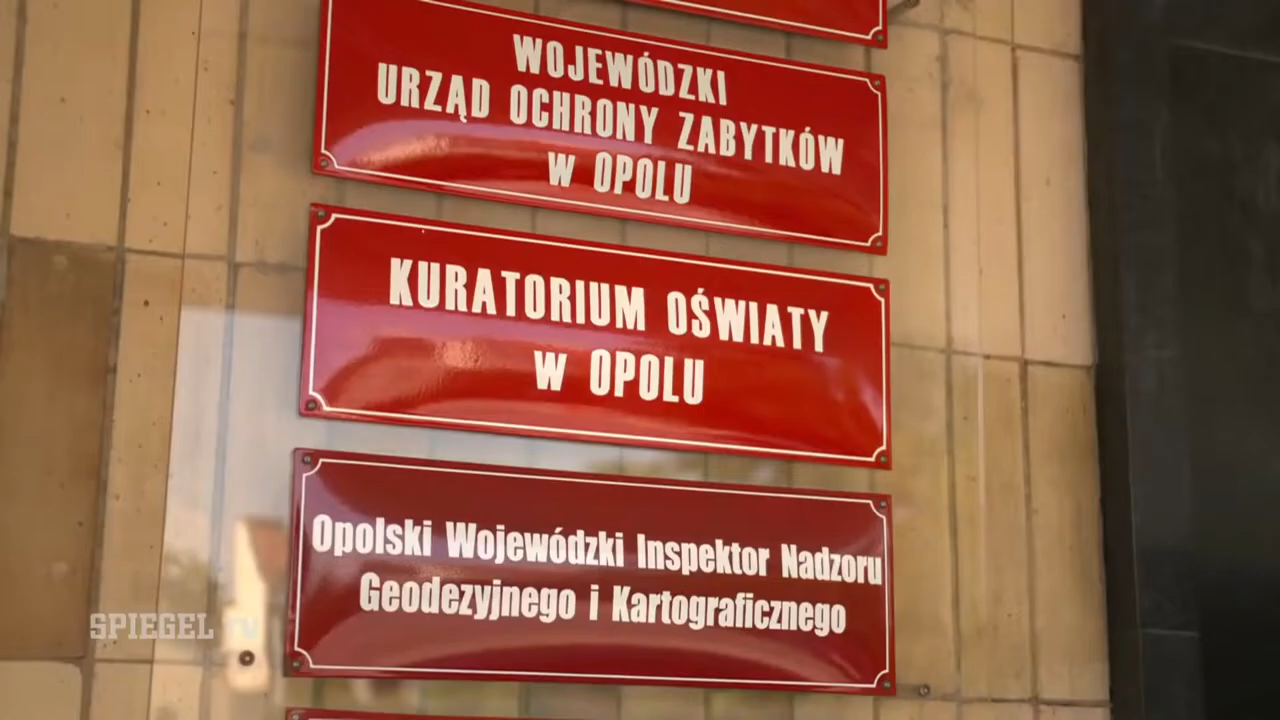 WOJEWÓDZKI
URZĄD OCHRONY ZABYTKÓW
W OPOLU
KURATORIUM OŚWIATY
W OPOLU
Opolski Wojewódzki Inspektor Nadzoru
Geodezyjnego i Kartograficznego
SPIEGEL TV